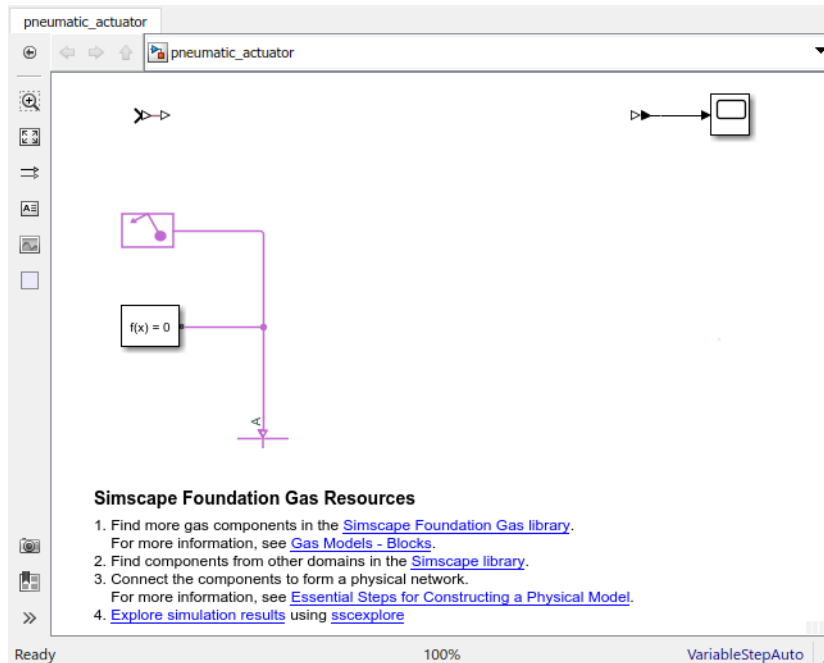 pneumatic_actuator
pneumatic_actuator
f(x) = 0
A
Simscape Foundation Gas Resources
1. Find more gas components in the Simscape Foundation Gas library.
For more information, see Gas Models - Blocks.
2. Find components from other domains in the Simscape library.
3. Connect the components to form a physical network.
For more information, see Essential Steps for Constructing a Physical Model.
4. Explore simulation results using sscexplore
Ready 100% VariableStepAuto